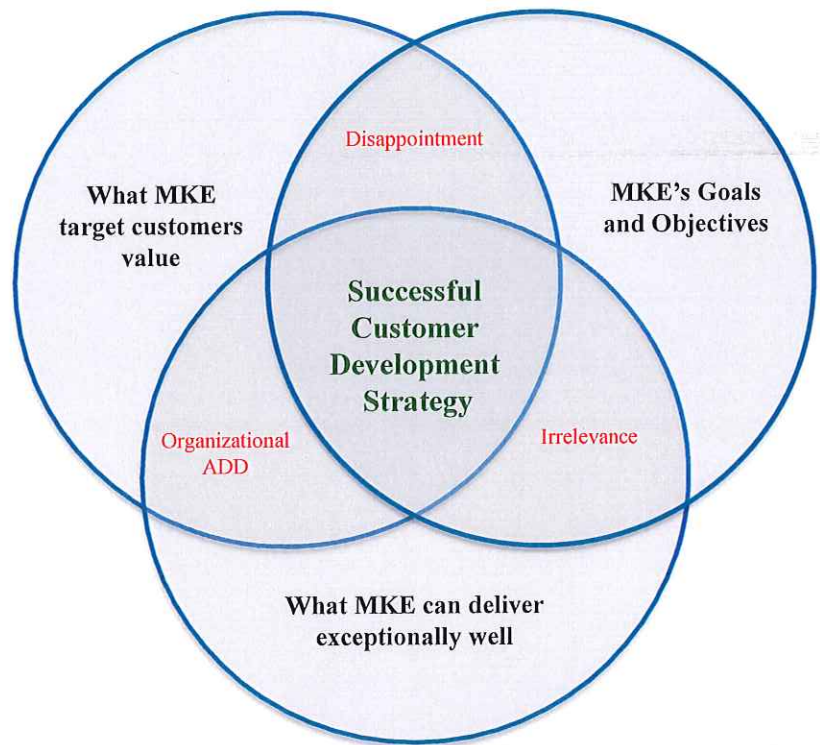 Disappointment
What MKE
target customers
value
MKE's Goals
and Objectives
Successful
Customer
Development
Strategy
Organizational
ADD
Irrelevance
What MKE can deliver
exceptionally well